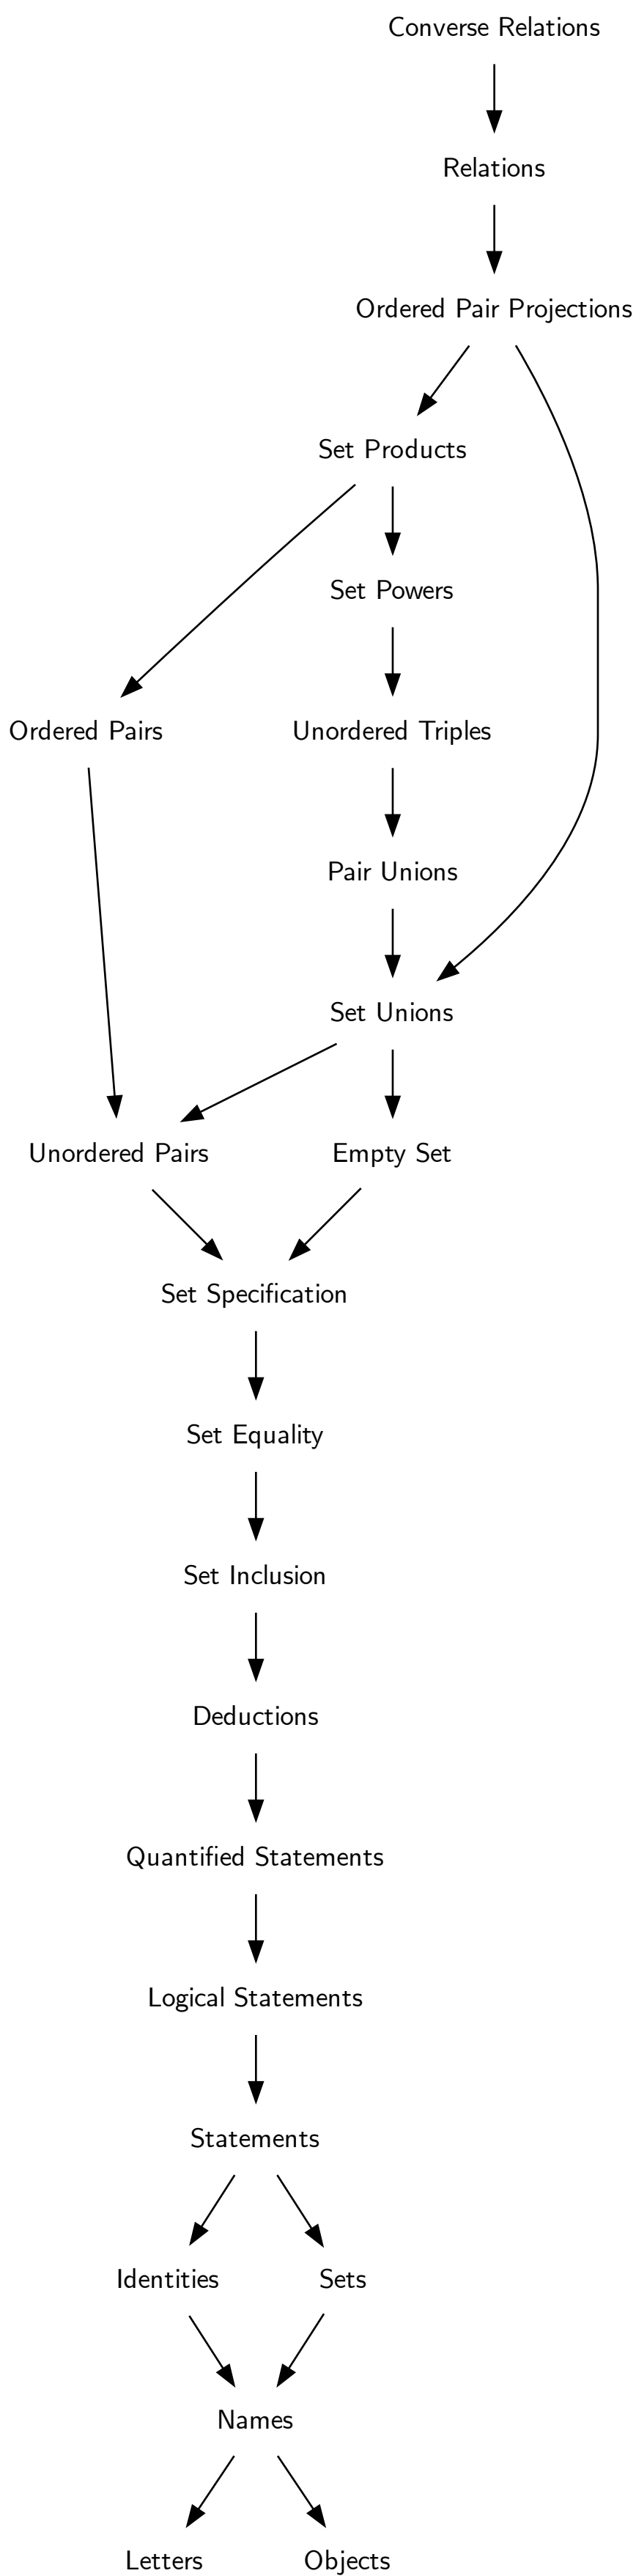 Converse Relations
Relations
Ordered Pair Projections
Set Products
Set Powers
Ordered Pairs
Unordered Triples
Pair Unions
Set Unions
Unordered Pairs
Empty Set
Set Specification
Set Equality
Set Inclusion
Deductions
Quantified Statements
Logical Statements
Statements
Identities
Sets
Names
Letters
Objects